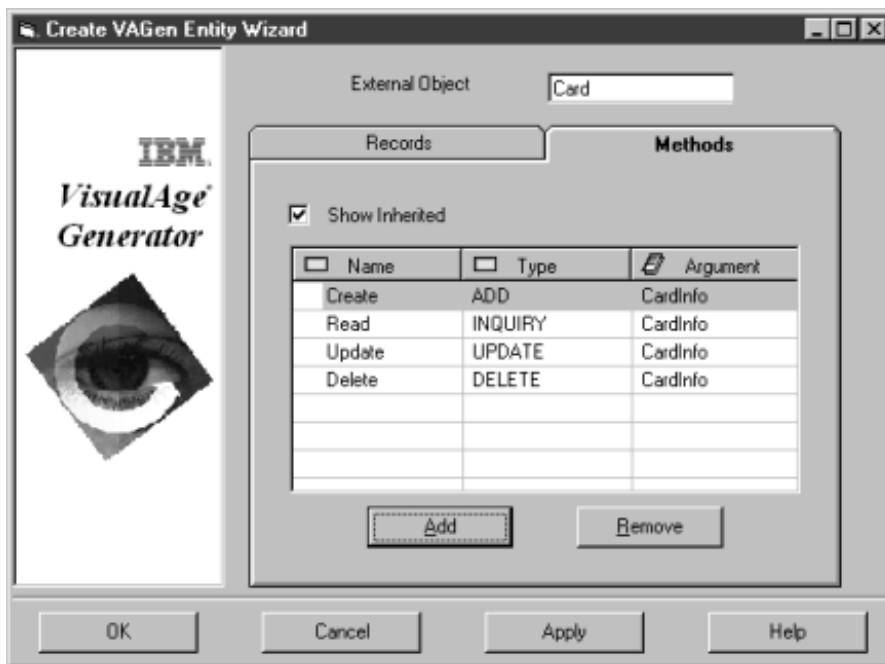 Create VAGen Entity Wizard
External Object Card
IBM.
VisualAge®
Generator
Records Methods
Show Inherited
Name Type Argument
Create ADD CardInfo
Read INQUIRY CardInfo
Update UPDATE CardInfo
Delete DELETE CardInfo
Add Remove
OK Cancel Apply Help